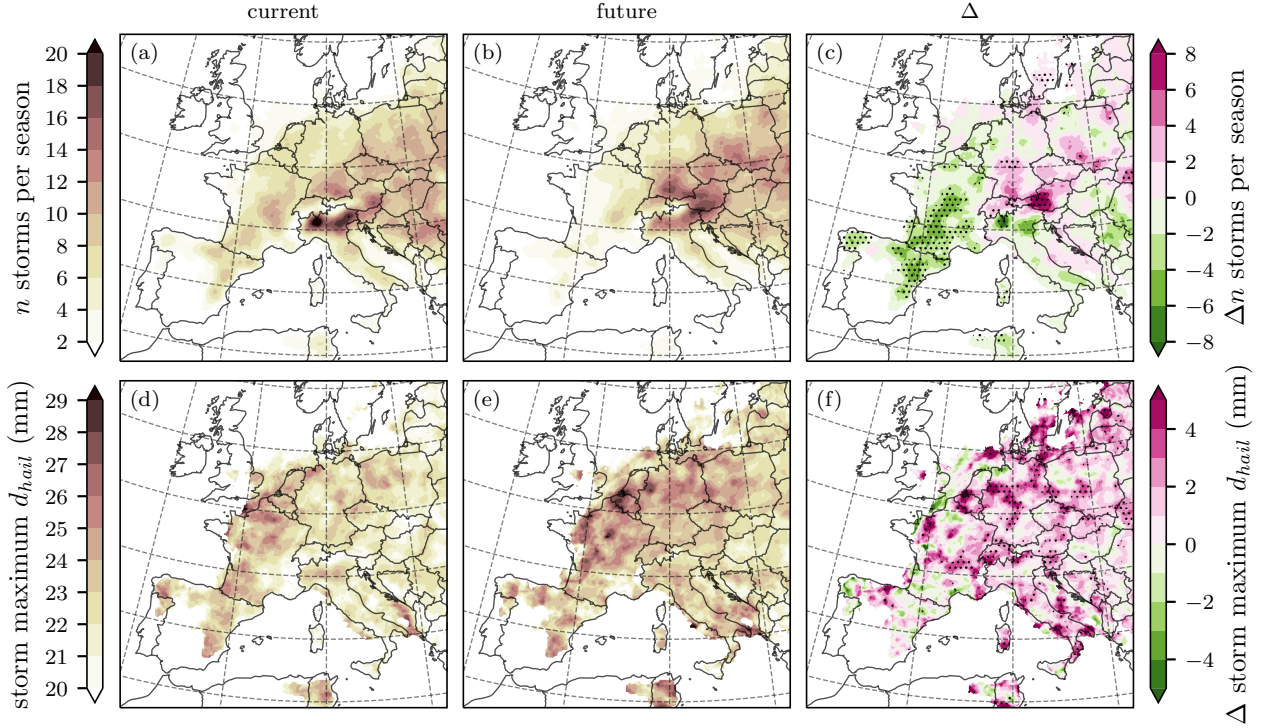 current
future
Δ
(a)
(b)
(c)
20
18
16
14
12
10
8
6
4
2
n storms per season
8
6
4
2
0
−2
−4
−6
−8
Δn storms per season
(d)
(e)
(f)
29
28
27
26
25
24
23
22
21
20
storm maximum d_hail (mm)
4
2
0
−2
−4
Δ storm maximum d_hail (mm)